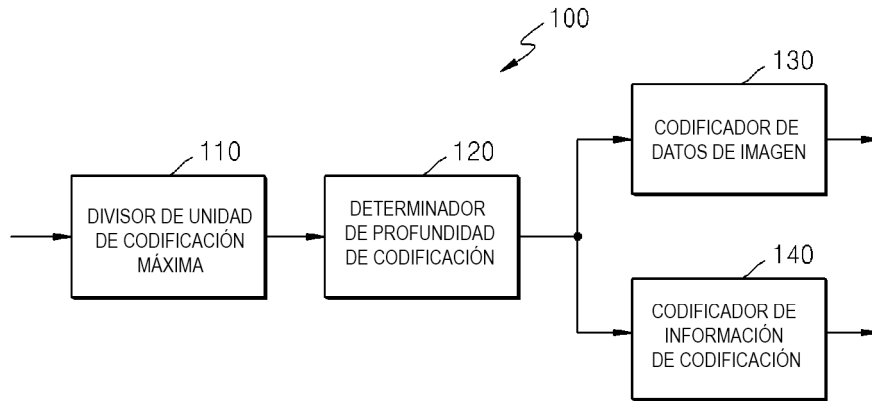 100
130
CODIFICADOR DE
DATOS DE IMAGEN
110
120
DIVISOR DE UNIDAD
DE CODIFICACIÓN
MÁXIMA
DETERMINADOR
DE PROFUNDIDAD
DE CODIFICACIÓN
140
CODIFICADOR DE
INFORMACIÓN
DE CODIFICACIÓN